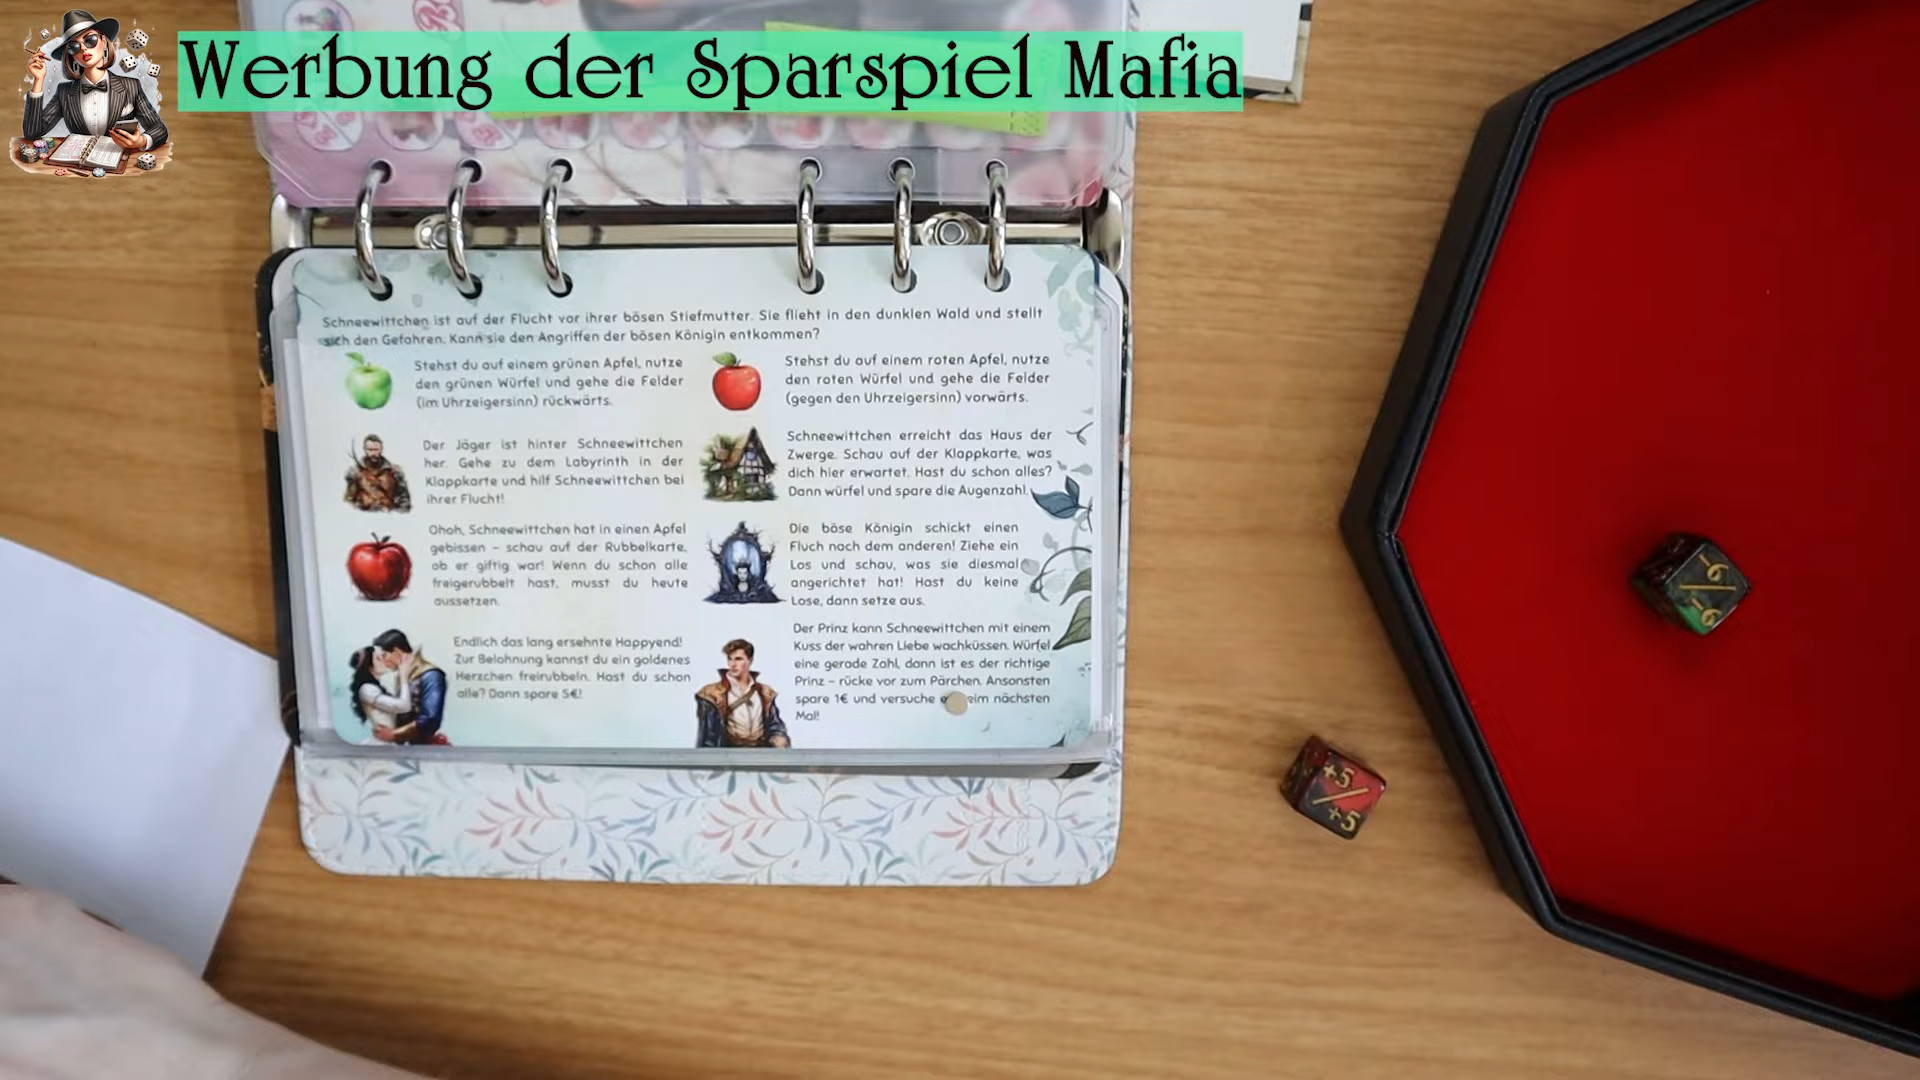 Werbung der Sparspiel Mafia
Schneewittchen ist auf der Flucht vor ihrer bösen Stiefmutter. Sie flieht in den dunklen Wald und stellt
sich den Gefahren. Kann sie den Angriffen der bösen Königin entkommen?
Stehst du auf einem grünen Apfel, nutze
den grünen Würfel und gehe die Felder
(im Uhrzeigersinn) rückwärts.
Stehst du auf einem roten Apfel, nutze
den roten Würfel und gehe die Felder
(gegen den Uhrzeigersinn) vorwärts.
Der Jäger ist hinter Schneewittchen
her. Gehe zu dem Labyrinth in der
Klappkarte und hilf Schneewittchen bei
ihrer Flucht!
Schneewittchen erreicht das Haus der
Zwerge. Schau auf der Klappkarte, was
dich hier erwartet. Hast du schon alles?
Dann würfel und spare die Augenzahl.
Ohoh, Schneewittchen hat in einen Apfel
gebissen – schau auf der Rubbelkarte,
ob er giftig war! Wenn du schon alle
freigerubbelt hast, musst du heute
aussetzen.
Die böse Königin schickt einen
Fluch nach dem anderen! Ziehe ein
Los und schau, was sie diesmal
angerichtet hat! Hast du keine
Lose, dann setze aus.
Endlich das lang ersehnte Happyend!
Zur Belohnung kannst du ein goldenes
Herzchen freirubbeln. Hast du schon
alle? Dann spare 5€!
Der Prinz kann Schneewittchen mit einem
Kuss der wahren Liebe wachküssen. Würfel
eine gerade Zahl, dann ist es der richtige
Prinz – rücke vor zum Pärchen. Ansonsten
spare 1€ und versuche nächsten
Mal!
-6
-6
+5
+5